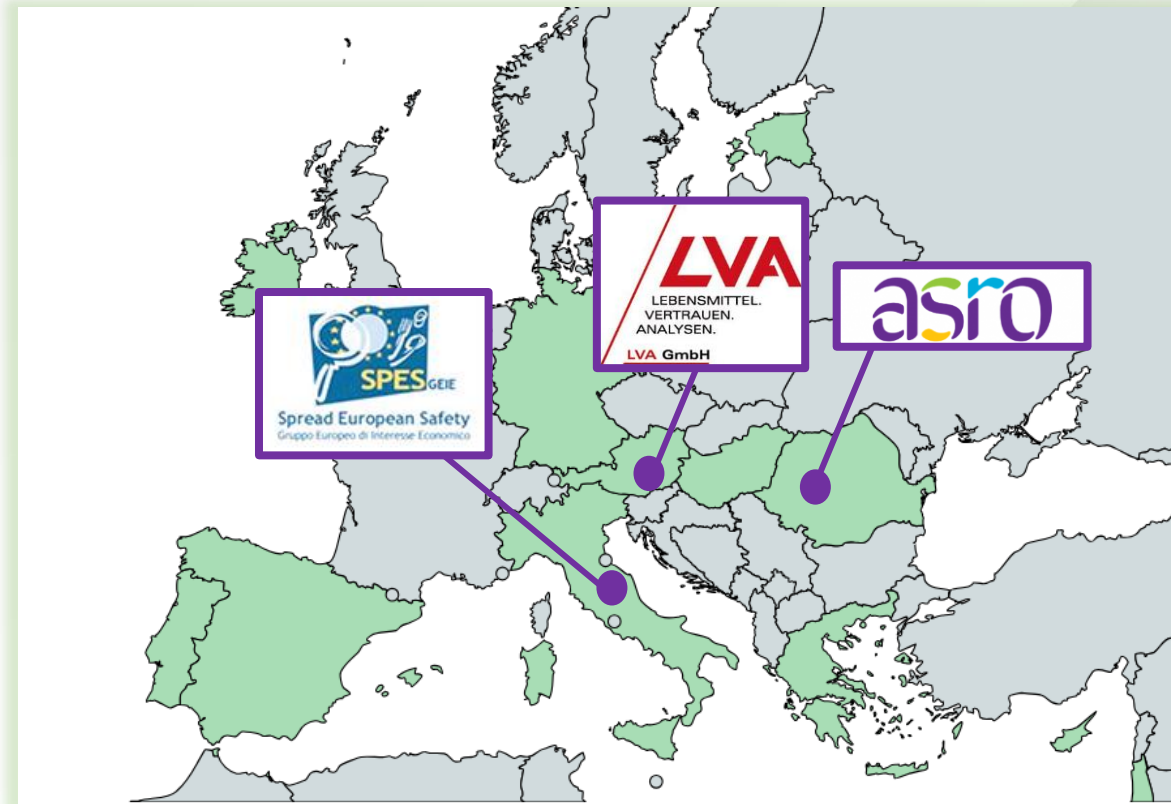 LVA
LEBENSMITTEL.
VERTRAUEN.
ANALYSEN.
LVA GmbH
asro
SPES GEIE
Spread European Safety
Gruppo Europeo di Interesse Economico